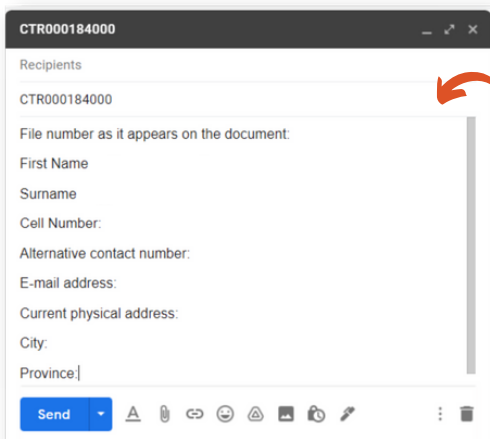 CTR000184000
Recipients
CTR000184000
File number as it appears on the document:
First Name
Surname
Cell Number:
Alternative contact number:
E-mail address:
Current physical address:
City:
Province:
Send